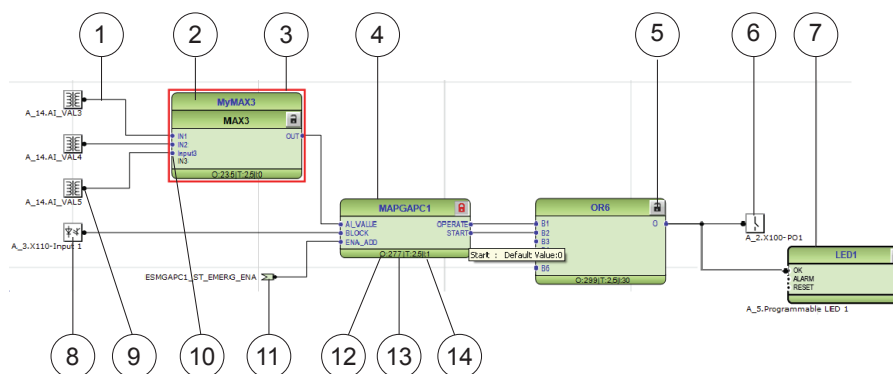 1 2 3 4 5 6 7
MyMAX3
MAX3
A_14.AI_VAL3
IN1
IN2
Input3
IN3
OUT
O:235|T:2.5|I:0
A_14.AI_VAL4
A_14.AI_VAL5
A_3.X110-Input 1
MAPGAPC1
AI_VALUE
BLOCK
ENA_ADD
OPERATE
START
O:277|T:2.5|I:1
Start : Default Value:0
ESMGAPC1_ST_EMERG_ENA
OR6
B1
B2
B3
B6
O
O:299|T:2.5|I:30
A_2.X100-PO1
LED1
OK
ALARM
RESET
A_5.Programmable LED 1
8 9 10 11 12 13 14